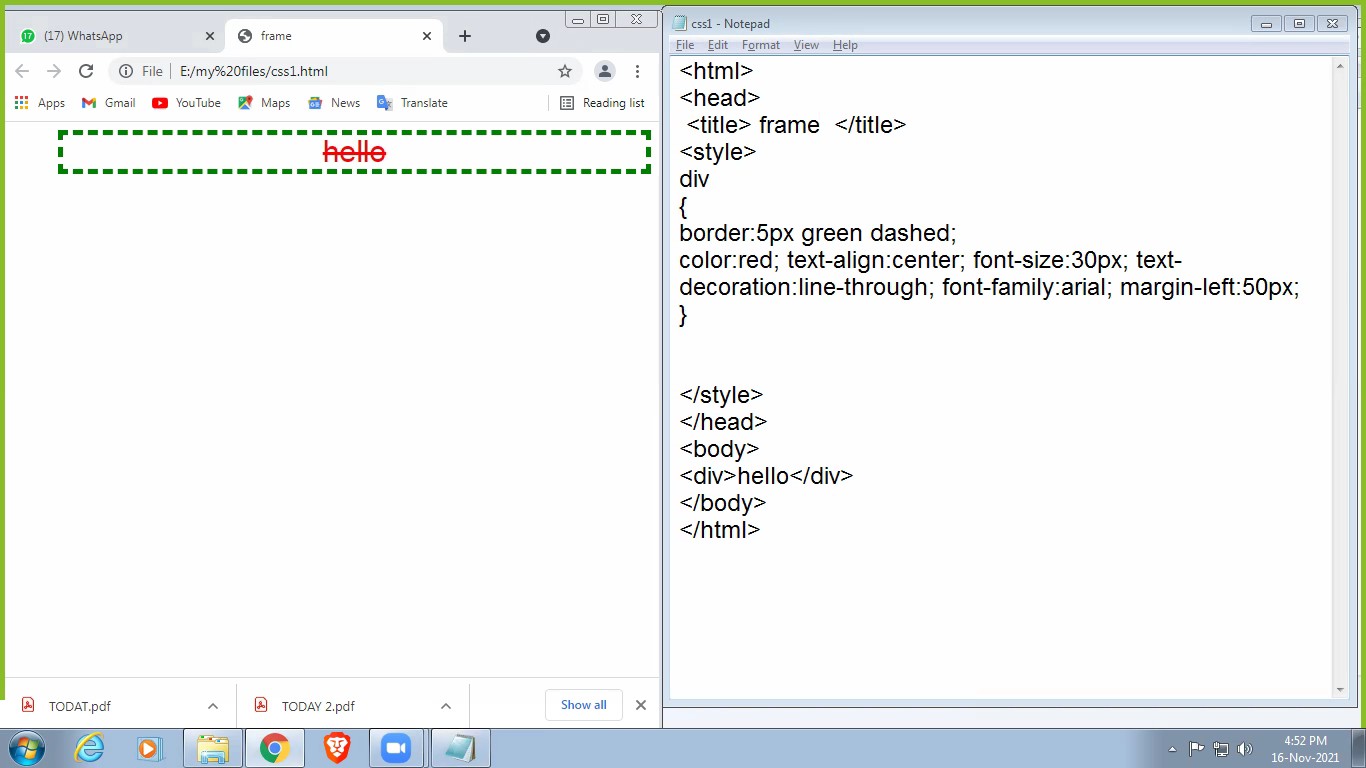 (17) WhatsApp
frame
File
E:/my%20files/css1.html
Apps
Gmail
YouTube
Maps
News
Translate
Reading list
hello
TODAT.pdf
TODAY 2.pdf
Show all
css1 - Notepad
File Edit Format View Help
<html>
<head>
<title> frame </title>
<style>
div
{
border:5px green dashed;
color:red; text-align:center; font-size:30px; text-
decoration:line-through; font-family:arial; margin-left:50px;
}
</style>
</head>
<body>
<div>hello</div>
</body>
</html>
4:52 PM
16-Nov-2021